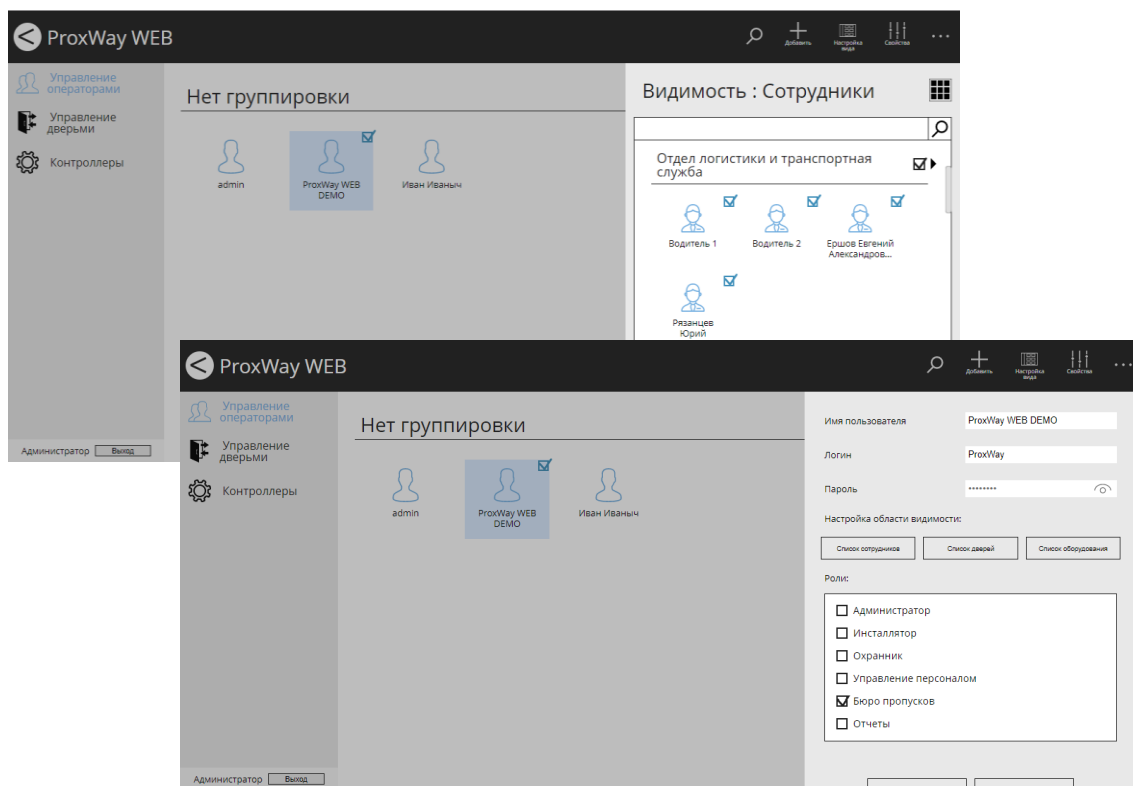 ProxWay WEB
Добавить
Настройка
вида
Свойства
Управление
операторами
Управление
дверьми
Контроллеры
Нет группировки
admin
ProxWay WEB
DEMO
Иван Иваныч
Видимость : Сотрудники
Отдел логистики и транспортная
служба
Водитель 1
Водитель 2
Ершов Евгений
Александров...
Рязанцев
Юрий
Администратор
Выход
ProxWay WEB
Добавить
Настройка
вида
Свойства
Управление
операторами
Управление
дверьми
Контроллеры
Нет группировки
admin
ProxWay WEB
DEMO
Иван Иваныч
Имя пользователя
ProxWay WEB DEMO
Логин
ProxWay
Пароль
••••••••
Настройка области видимости:
Список сотрудников
Список дверей
Список оборудования
Роли:
Администратор
Инсталлятор
Охранник
Управление персоналом
Бюро пропусков
Отчеты
Администратор
Выход